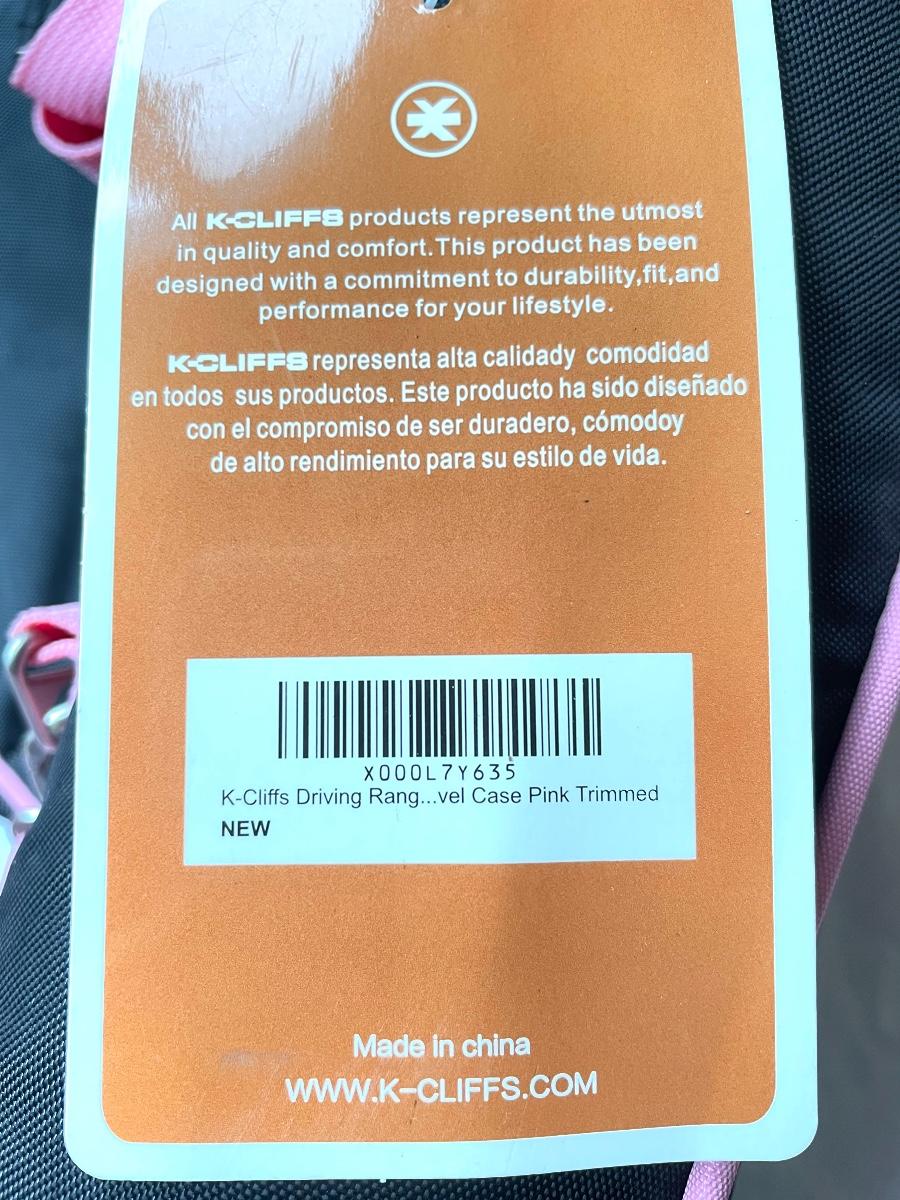 All K-CLIFFS products represent the utmost
in quality and comfort.This product has been
designed with a commitment to durability,fit,and
performance for your lifestyle.
K-CLIFFS representa alta calidady comodidad
en todos sus productos. Este producto ha sido diseñado
con el compromiso de ser duradero, cómodoy
de alto rendimiento para su estilo de vida.
X000L7Y635
K-Cliffs Driving Rang...vel Case Pink Trimmed
NEW
Made in china
WWW.K-CLIFFS.COM